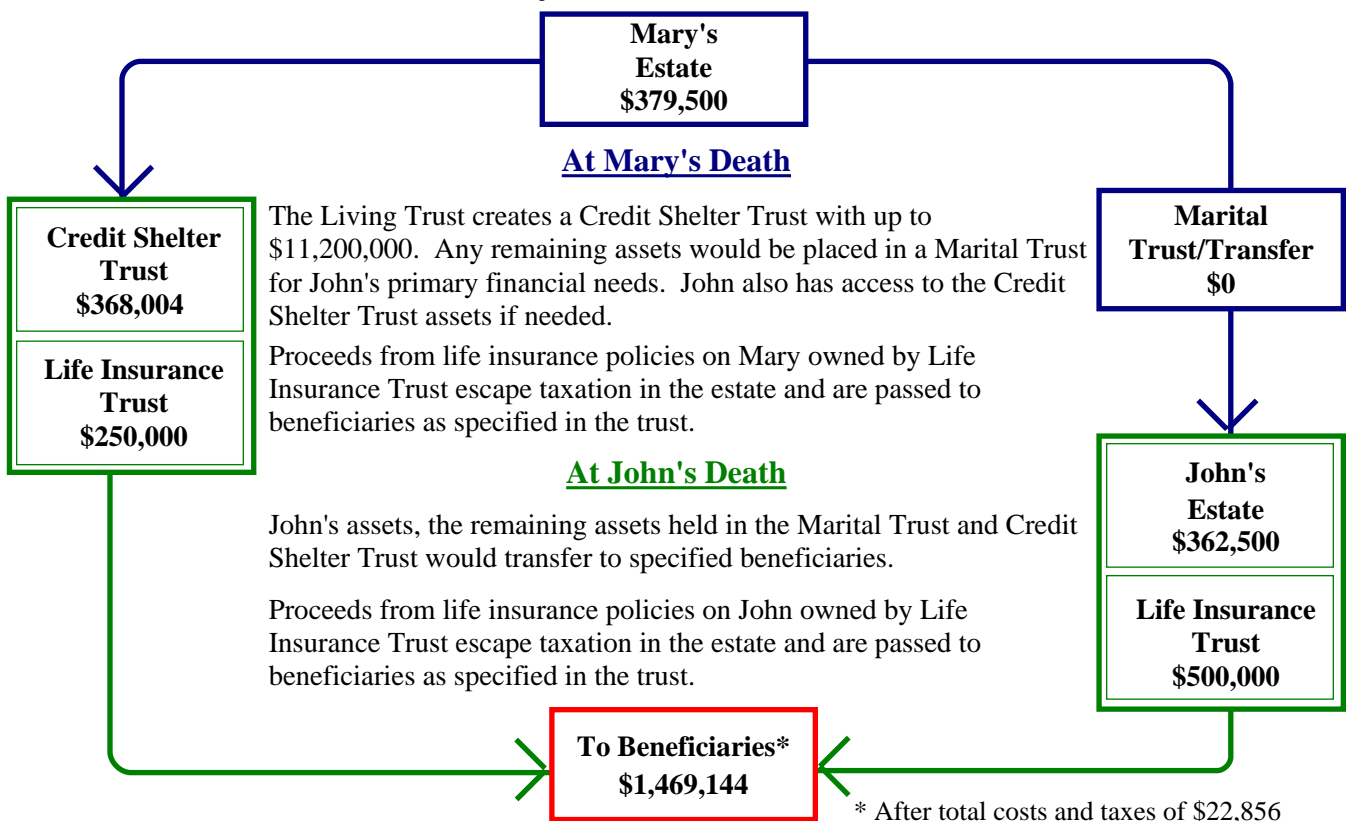 Mary's
Estate
$379,500
At Mary's Death
Credit Shelter
Trust
$368,004
Life Insurance
Trust
$250,000
The Living Trust creates a Credit Shelter Trust with up to
$11,200,000. Any remaining assets would be placed in a Marital Trust
for John's primary financial needs. John also has access to the Credit
Shelter Trust assets if needed.
Proceeds from life insurance policies on Mary owned by Life
Insurance Trust escape taxation in the estate and are passed to
beneficiaries as specified in the trust.
Marital
Trust/Transfer
$0
At John's Death
John's assets, the remaining assets held in the Marital Trust and Credit
Shelter Trust would transfer to specified beneficiaries.
Proceeds from life insurance policies on John owned by Life
Insurance Trust escape taxation in the estate and are passed to
beneficiaries as specified in the trust.
John's
Estate
$362,500
Life Insurance
Trust
$500,000
To Beneficiaries*
$1,469,144
* After total costs and taxes of $22,856